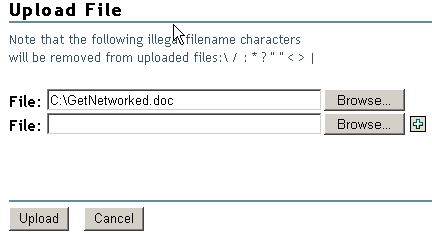 Upload File
Note that the following illegal filename characters
will be removed from uploaded files:\ / : * ? " " < > |
File: C:\GetNetworked.doc Browse...
File: Browse...
Upload Cancel